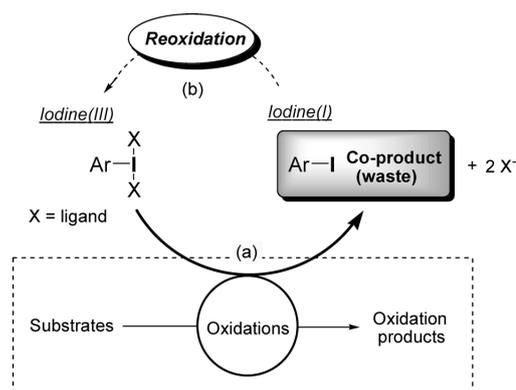 Reoxidation
(b)
Iodine(III)
Iodine(I)
X
Ar—I
X
Ar—I Co-product
(waste)
+ 2 X-
X = ligand
(a)
Substrates
Oxidations
Oxidation
products